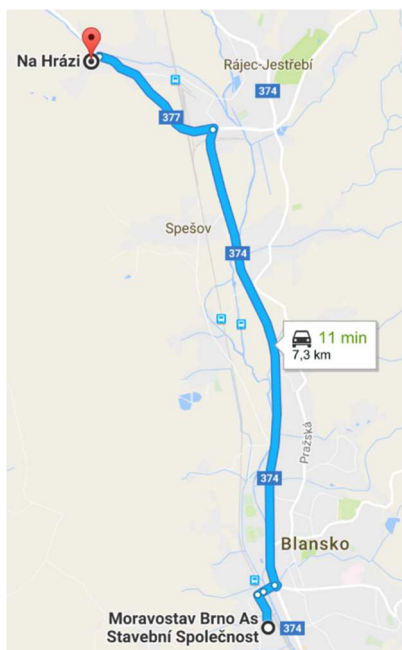 Na Hrázi
Rájec-Jestřebí
374
377
Spešov
374
11 min
7,3 km
Pražská
374
Blansko
Moravostav Brno As
Stavební Společnost
374